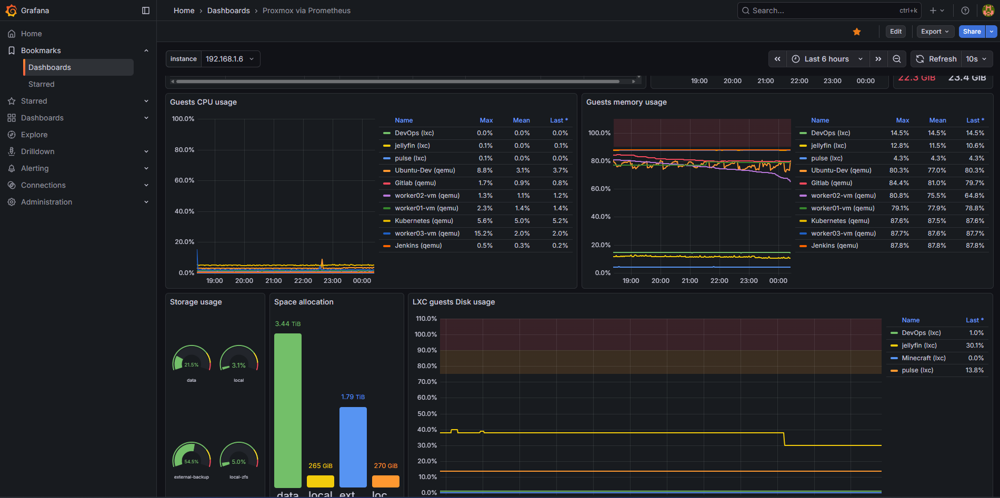 Grafana
Home › Dashboards › Proxmox via Prometheus
Search...
ctrl+k
Home
Bookmarks
Dashboards
Starred
Starred
Dashboards
Explore
Drilldown
Alerting
Connections
Administration
Edit
Export
Share
instance 192.168.1.6
Last 6 hours
Refresh
10s
19:00 20:00 21:00 22:00 23:00 00:00
22.3 GiB 23.4 GiB
Guests CPU usage
100.0%
80.0%
60.0%
40.0%
20.0%
0.0%
19:00 20:00 21:00 22:00 23:00 00:00
Name Max Mean Last *
DevOps (lxc) 0.0% 0.0% 0.0%
jellyfin (lxc) 0.1% 0.0% 0.1%
pulse (lxc) 0.1% 0.0% 0.0%
Ubuntu-Dev (qemu) 8.8% 3.1% 3.7%
Gitlab (qemu) 1.7% 0.9% 0.8%
worker02-vm (qemu) 1.3% 1.1% 1.2%
worker01-vm (qemu) 2.3% 1.4% 1.4%
Kubernetes (qemu) 5.6% 5.0% 5.2%
worker03-vm (qemu) 15.2% 2.0% 2.0%
Jenkins (qemu) 0.5% 0.3% 0.2%
Guests memory usage
100.0%
80.0%
60.0%
40.0%
20.0%
0.0%
19:00 20:00 21:00 22:00 23:00 00:00
Name Max Mean Last *
DevOps (lxc) 14.5% 14.5% 14.5%
jellyfin (lxc) 12.8% 11.5% 10.6%
pulse (lxc) 4.3% 4.3% 4.3%
Ubuntu-Dev (qemu) 80.3% 77.0% 80.3%
Gitlab (qemu) 84.4% 81.0% 79.7%
worker02-vm (qemu) 80.8% 75.5% 64.8%
worker01-vm (qemu) 79.1% 77.9% 78.8%
Kubernetes (qemu) 87.6% 87.5% 87.6%
worker03-vm (qemu) 87.7% 87.6% 87.7%
Jenkins (qemu) 87.8% 87.8% 87.8%
Storage usage
21.5% 3.1%
data local
54.5% 5.0%
external-backup local-zfs
Space allocation
3.44 TiB
1.79 TiB
265 GiB 270 GiB
data local ext... loc...
LXC guests Disk usage
110.0%
100.0%
90.0%
80.0%
70.0%
60.0%
50.0%
40.0%
30.0%
20.0%
10.0%
0.0%
Name Last *
DevOps (lxc) 1.0%
jellyfin (lxc) 30.1%
Minecraft (lxc) 0.0%
pulse (lxc) 13.8%